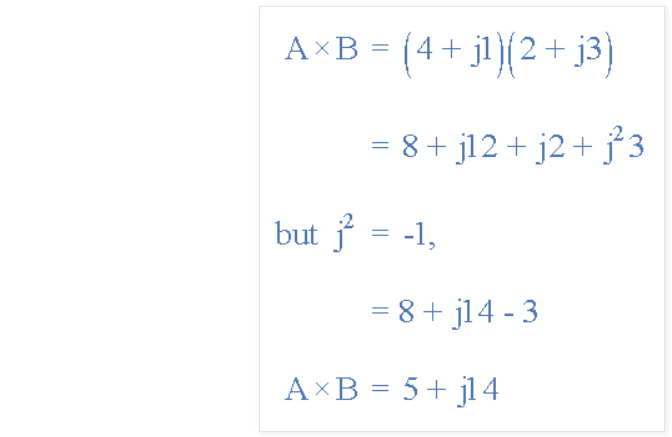 A × B = (4 + j1)(2 + j3)
= 8 + j12 + j2 + j²3
but j² = -1,
= 8 + j14 - 3
A × B = 5 + j14